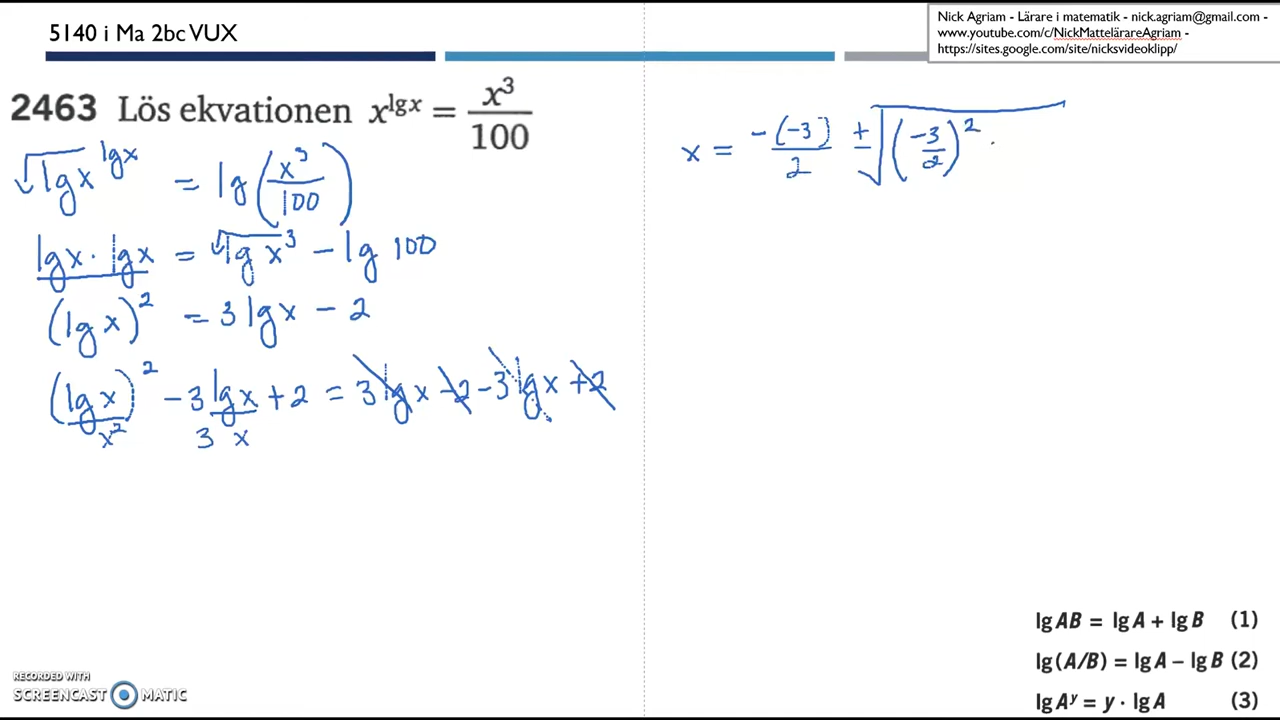 5140 i Ma 2bc VUX
Nick Agriam - Lärare i matematik - nick.agriam@gmail.com -
www.youtube.com/c/NickMattelärareAgriam -
https://sites.google.com/site/nicksvideoklipp/
2463 Lös ekvationen x^{lg x} = x³/100
lg x^{lg x} = lg(x³/100)
lg x · lg x = lg x³ - lg 100
(lg x)² = 3 lg x - 2
(lg x)² - 3 lg x + 2 = 3 lg x - 2 - 3 lg x + 2
x² 3 x
x = -(-3)/2 ± √(-3/2)² ·
lg AB = lg A + lg B (1)
lg(A/B) = lg A - lg B (2)
lg Aʸ = y · lg A (3)
RECORDED WITH
SCREENCAST MATIC